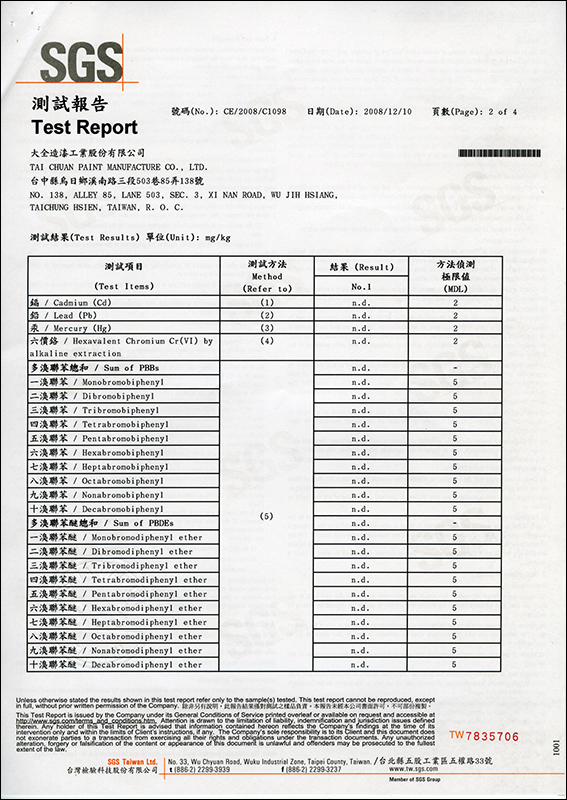 SGS
測試報告
Test Report
號碼(No.): CE/2008/C1098 日期(Date): 2008/12/10 頁數(Page): 2 of 4
大全造漆工業股份有限公司
TAI CHUAN PAINT MANUFACTURE CO., LTD.
台中縣烏日鄉溪南路三段503巷85弄138號
NO. 138, ALLEY 85, LANE 503, SEC. 3, XI NAN ROAD, WU JIH HSIANG,
TAICHUNG HSIEN, TAIWAN, R. O. C.
測試結果(Test Results) 單位(Unit): mg/kg
測試項目 (Test Items) 測試方法 Method (Refer to) 結果 (Result) No.1 方法偵測極限值 (MDL)
鎘 / Cadmium (Cd) (1) n.d. 2
鉛 / Lead (Pb) (2) n.d. 2
汞 / Mercury (Hg) (3) n.d. 2
六價鉻 / Hexavalent Chromium Cr(VI) by (4) n.d. 2
alkaline extraction
多溴聯苯總和 / Sum of PBBs n.d. -
一溴聯苯 / Monobromobiphenyl n.d. 5
二溴聯苯 / Dibromobiphenyl n.d. 5
三溴聯苯 / Tribromobiphenyl n.d. 5
四溴聯苯 / Tetrabromobiphenyl n.d. 5
五溴聯苯 / Pentabromobiphenyl n.d. 5
六溴聯苯 / Hexabromobiphenyl n.d. 5
七溴聯苯 / Heptabromobiphenyl n.d. 5
八溴聯苯 / Octabromobiphenyl n.d. 5
九溴聯苯 / Nonabromobiphenyl n.d. 5
十溴聯苯 / Decabromobiphenyl n.d. 5
(5)
多溴聯苯醚總和 / Sum of PBDEs n.d. -
一溴聯苯醚 / Monobromodiphenyl ether n.d. 5
二溴聯苯醚 / Dibromodiphenyl ether n.d. 5
三溴聯苯醚 / Tribromodiphenyl ether n.d. 5
四溴聯苯醚 / Tetrabromodiphenyl ether n.d. 5
五溴聯苯醚 / Pentabromodiphenyl ether n.d. 5
六溴聯苯醚 / Hexabromodiphenyl ether n.d. 5
七溴聯苯醚 / Heptabromodiphenyl ether n.d. 5
八溴聯苯醚 / Octabromodiphenyl ether n.d. 5
九溴聯苯醚 / Nonabromodiphenyl ether n.d. 5
十溴聯苯醚 / Decabromodiphenyl ether n.d. 5
Unless otherwise stated the results shown in this test report refer only to the sample(s) tested. This test report cannot be reproduced, except
in full, without prior written permission of the Company. 除非另有說明，此報告結果僅對測試之樣品負責。本報告未經本公司書面許可，不可部份複製。
This Test Report is issued by the Company under its General Conditions of Service printed overleaf or available on request and accessible at
http://www.sgs.com/terms_and_conditions.htm. Attention is drawn to the limitation of liability, indemnification and jurisdiction issues defined
therein. Any holder of this Test Report is advised that information contained hereon reflects the Company's findings at the time of its
intervention only and within the limits of Client's instructions, if any. The Company's sole responsibility is to its Client and this document does
not exonerate parties to a transaction from exercising all their rights and obligations under the transaction documents. Any unauthorized
alteration, forgery or falsification of the content or appearance of this document is unlawful and offenders may be prosecuted to the fullest
extent of the law.
TW 7835706
1001
SGS Taiwan Ltd. No. 33, Wu Chyuan Road, Wuku Industrial Zone, Taipei County, Taiwan. /台北縣五股工業區五權路33號
台灣檢驗科技股份有限公司 t (886-2) 2299-3939 f (886-2) 2299-3237 www.tw.sgs.com
Member of SGS Group